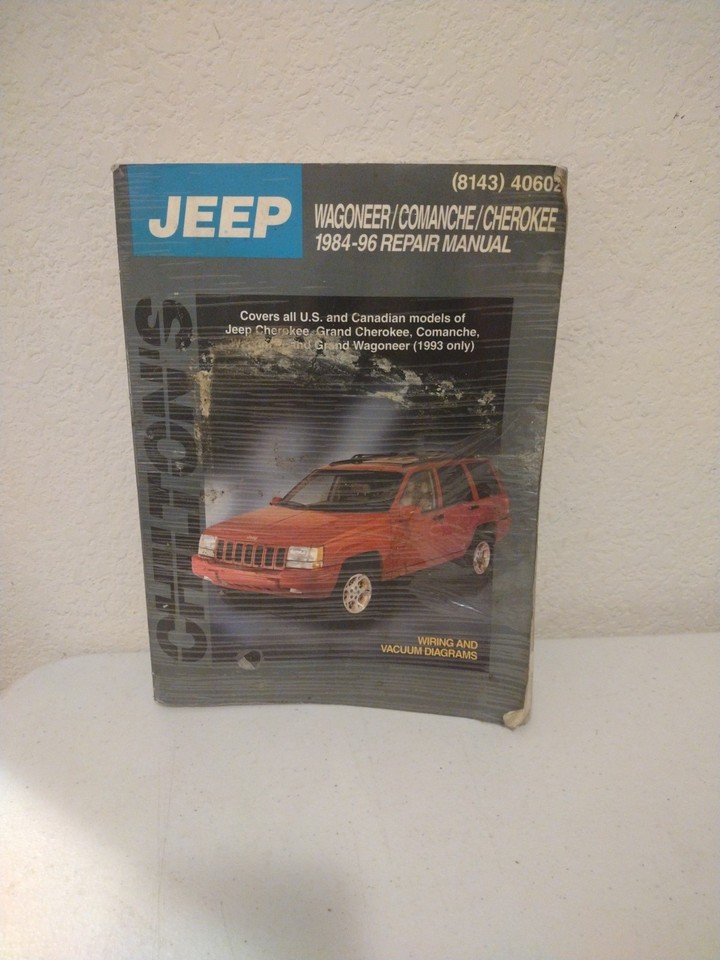 (8143) 40602
JEEP
WAGONEER/COMANCHE/CHEROKEE
1984-96 REPAIR MANUAL
CHILTON'S
Covers all U.S. and Canadian models of
Jeep Cherokee, Grand Cherokee, Comanche,
and Grand Wagoneer (1993 only)
WIRING AND
VACUUM DIAGRAMS